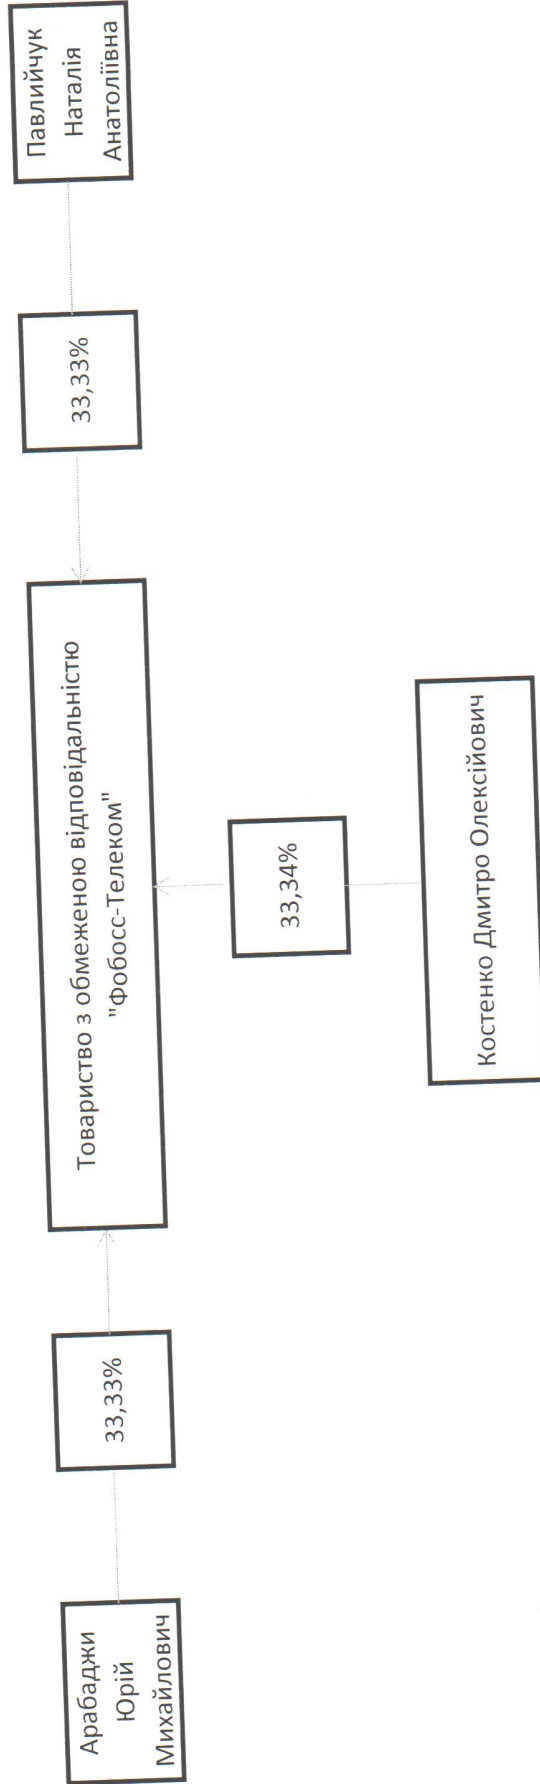 Арабаджи
Юрій
Михайлович
33,33%
Товариство з обмеженою відповідальністю
"Фобосс-Телеком"
33,33%
Павлийчук
Наталія
Анатоліївна
33,34%
Костенко Дмитро Олексійович